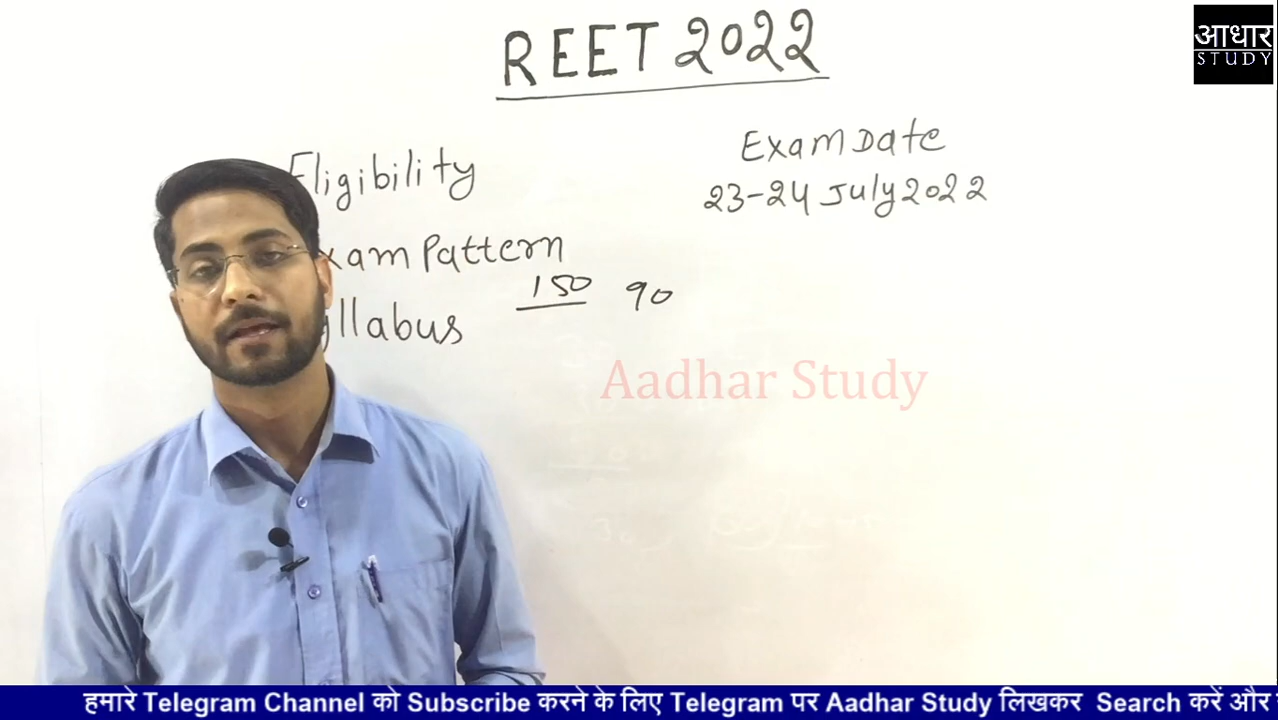 REET 2022
आधार
STUDY
Eligibility
Exam Date
23-24 July 2022
xam Pattern
150 90
yllabus
Aadhar Study
हमारे Telegram Channel को Subscribe करने के लिए Telegram पर Aadhar Study लिखकर Search करें और